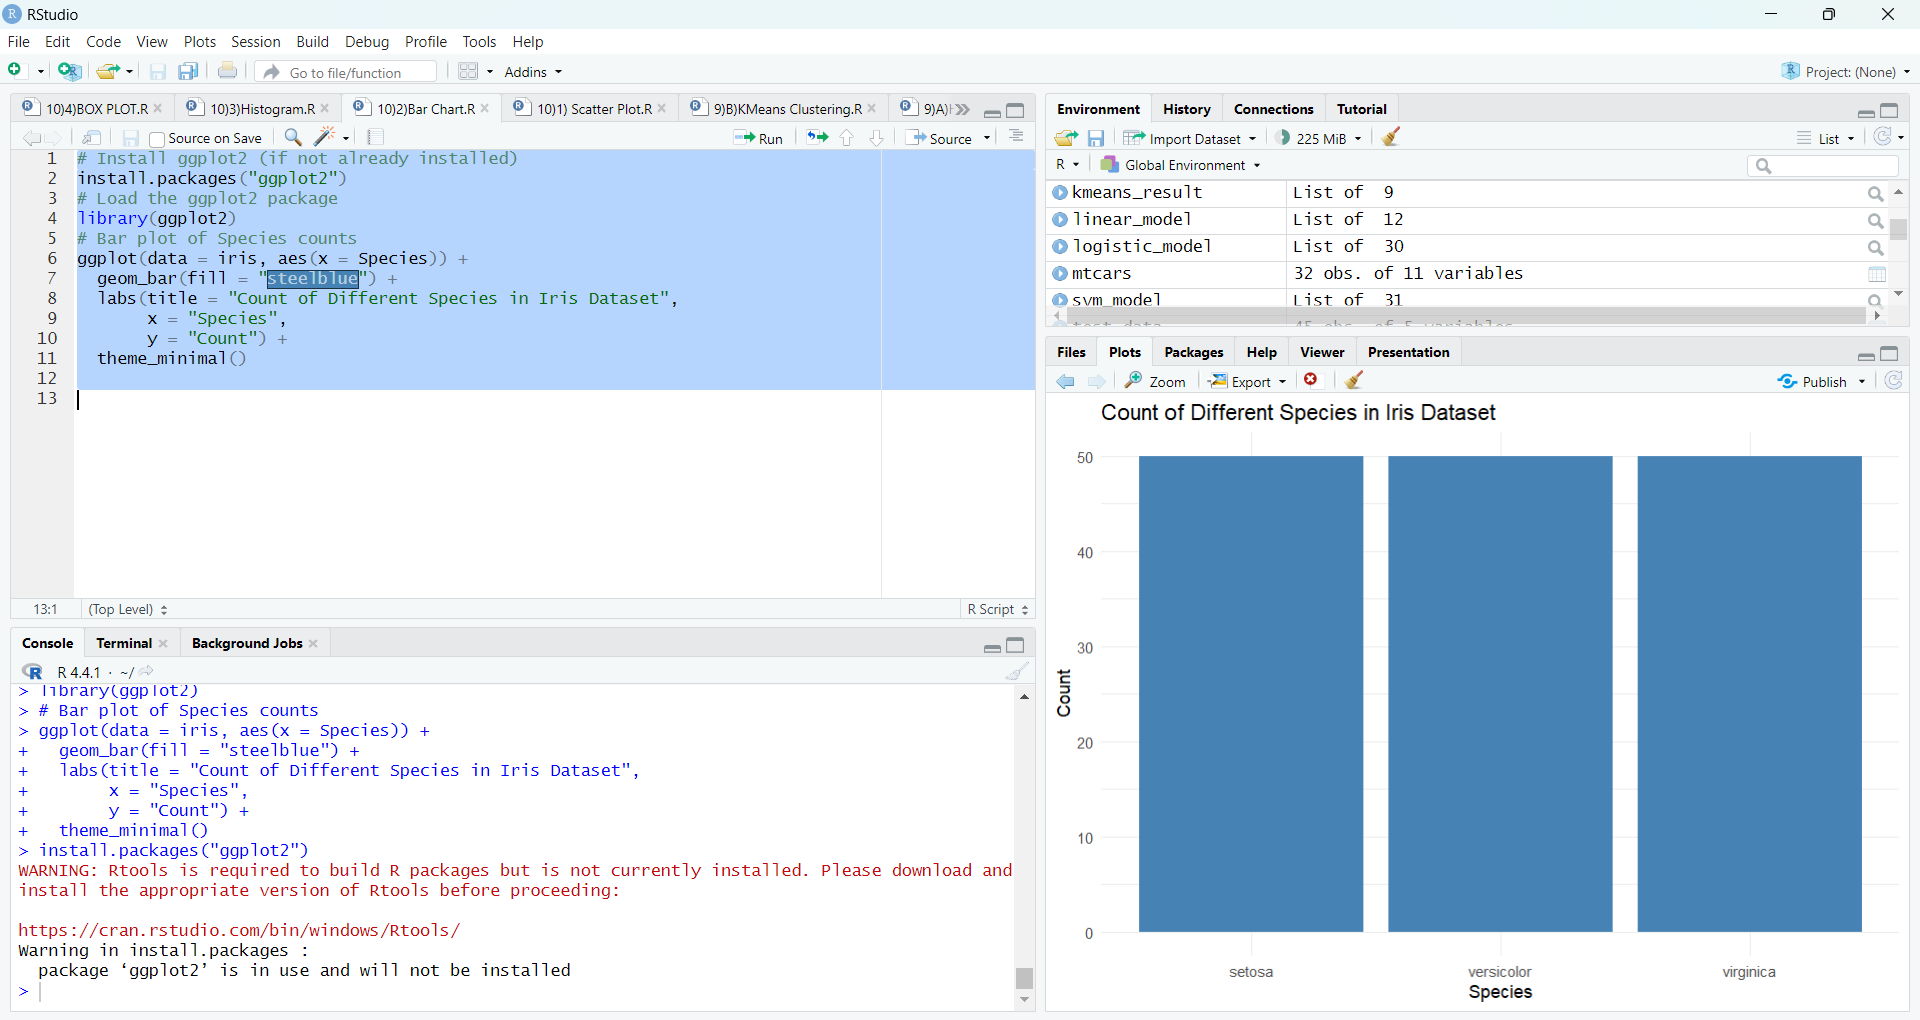 RStudio
File Edit Code View Plots Session Build Debug Profile Tools Help
Go to file/function Addins Project: (None)
10)4)BOX PLOT.R 10)3)Histogram.R 10)2)Bar Chart.R 10)1) Scatter Plot.R 9)B)KMeans Clustering.R 9)A)
Source on Save Run Source
1 # Install ggplot2 (if not already installed)
2 install.packages("ggplot2")
3 # Load the ggplot2 package
4 library(ggplot2)
5 # Bar plot of Species counts
6 ggplot(data = iris, aes(x = Species)) +
7 geom_bar(fill = "steelblue") +
8 labs(title = "Count of Different Species in Iris Dataset",
9 x = "Species",
10 y = "Count") +
11 theme_minimal()
12
13
13:1 (Top Level) R Script
Console Terminal Background Jobs
R 4.4.1 · ~/
> library(ggplot2)
> # Bar plot of Species counts
> ggplot(data = iris, aes(x = Species)) +
+ geom_bar(fill = "steelblue") +
+ labs(title = "Count of Different Species in Iris Dataset",
+ x = "Species",
+ y = "Count") +
+ theme_minimal()
> install.packages("ggplot2")
WARNING: Rtools is required to build R packages but is not currently installed. Please download and
install the appropriate version of Rtools before proceeding:
https://cran.rstudio.com/bin/windows/Rtools/
Warning in install.packages :
package ‘ggplot2’ is in use and will not be installed
>
Environment History Connections Tutorial
Import Dataset 225 MiB List
R Global Environment
kmeans_result List of 9
linear_model List of 12
logistic_model List of 30
mtcars 32 obs. of 11 variables
svm_model List of 31
test_data 45 obs. of 5 variables
Files Plots Packages Help Viewer Presentation
Zoom Export Publish
Count of Different Species in Iris Dataset
50
40
30
20
10
0
Count
setosa versicolor virginica
Species